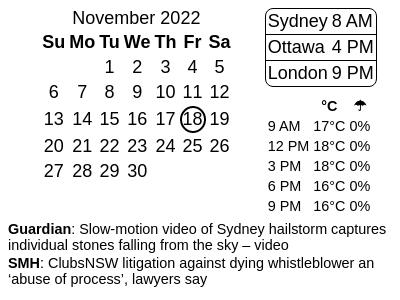 November 2022
Su Mo Tu We Th Fr Sa
1 2 3 4 5
6 7 8 9 10 11 12
13 14 15 16 17 18 19
20 21 22 23 24 25 26
27 28 29 30
Sydney 8 AM
Ottawa 4 PM
London 9 PM
°C ☂
9 AM 17°C 0%
12 PM 18°C 0%
3 PM 18°C 0%
6 PM 16°C 0%
9 PM 16°C 0%
Guardian: Slow-motion video of Sydney hailstorm captures
individual stones falling from the sky – video
SMH: ClubsNSW litigation against dying whistleblower an
‘abuse of process’, lawyers say